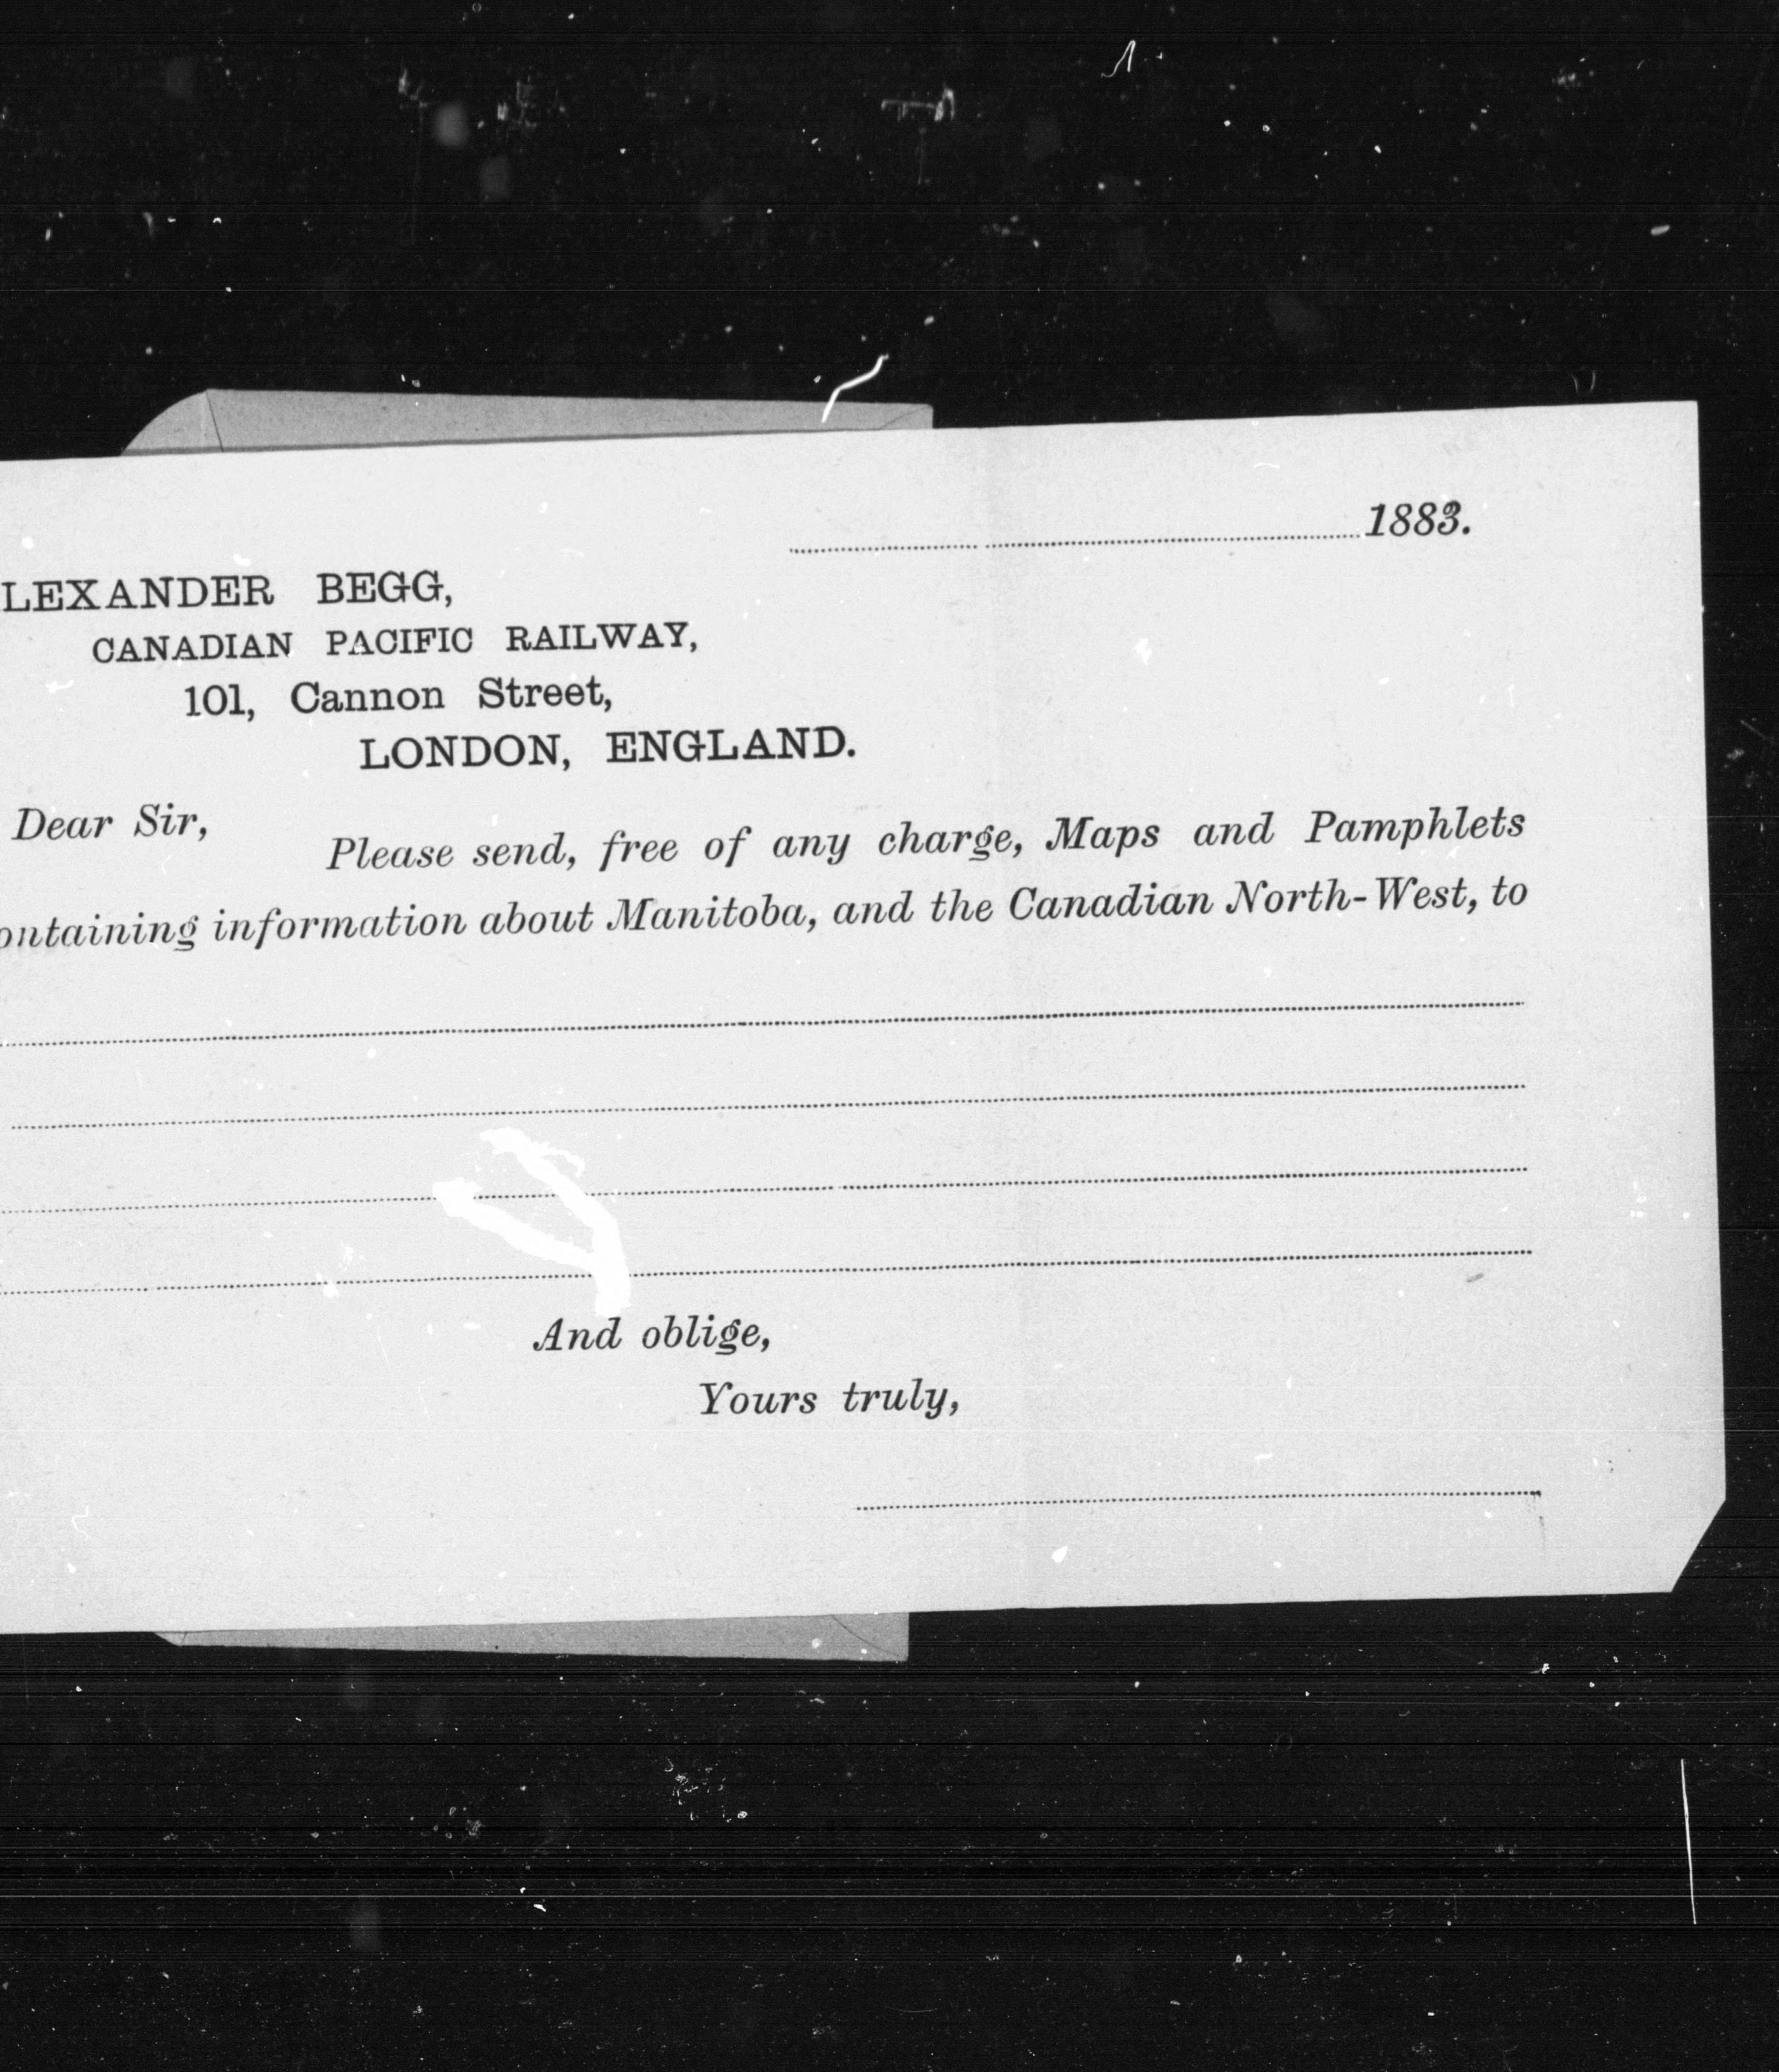 1883.
LEXANDER BEGG,
CANADIAN PACIFIC RAILWAY,
101, Cannon Street,
LONDON, ENGLAND.
Dear Sir,
Please send, free of any charge, Maps and Pamphlets
ontaining information about Manitoba, and the Canadian North-West, to
And oblige,
Yours truly,